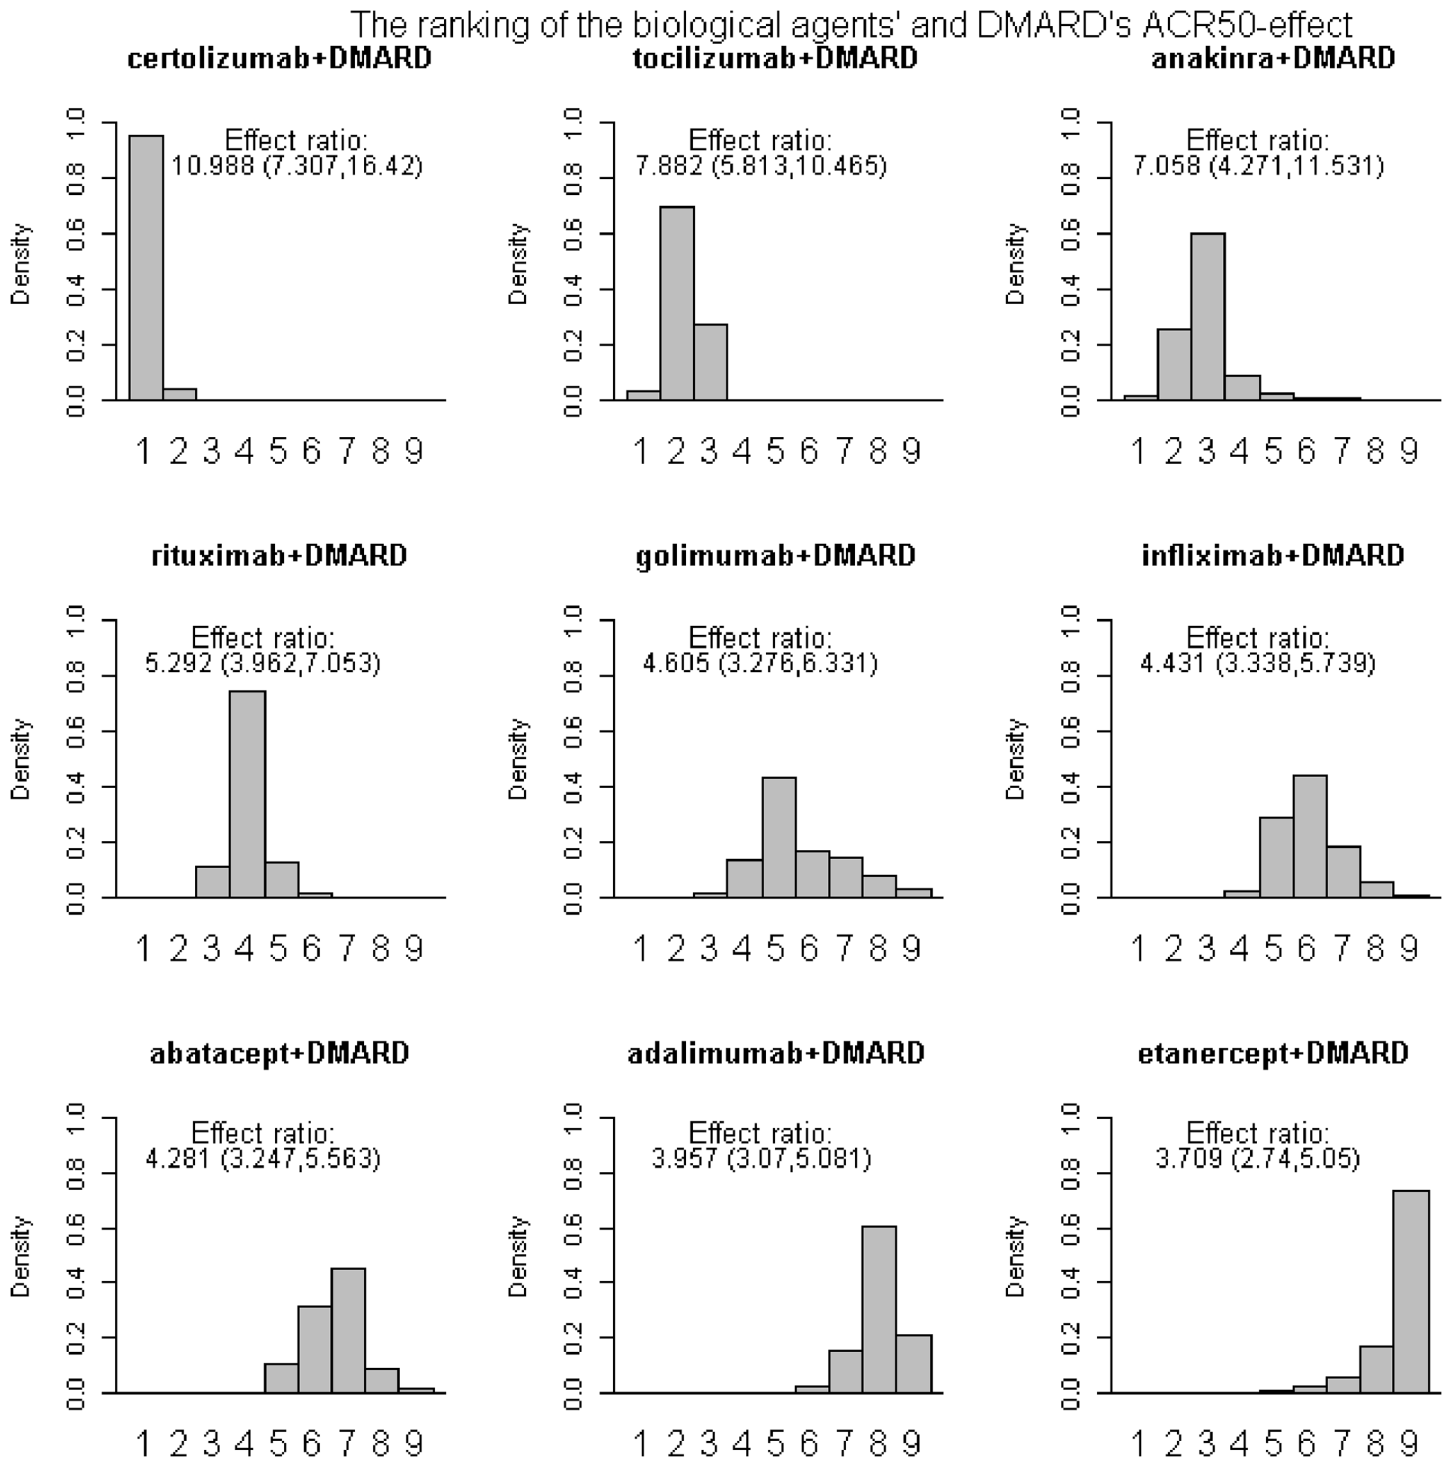 The ranking of the biological agents' and DMARD's ACR50-effect
certolizumab+DMARD
Effect ratio:
10.988 (7.307,16.42)
Density
0.0 0.2 0.4 0.6 0.8 1.0
1 2 3 4 5 6 7 8 9
tocilizumab+DMARD
Effect ratio:
7.882 (5.813,10.465)
Density
0.0 0.2 0.4 0.6 0.8 1.0
1 2 3 4 5 6 7 8 9
anakinra+DMARD
Effect ratio:
7.058 (4.271,11.531)
Density
0.0 0.2 0.4 0.6 0.8 1.0
1 2 3 4 5 6 7 8 9
rituximab+DMARD
Effect ratio:
5.292 (3.962,7.053)
Density
0.0 0.2 0.4 0.6 0.8 1.0
1 2 3 4 5 6 7 8 9
golimumab+DMARD
Effect ratio:
4.605 (3.276,6.331)
Density
0.0 0.2 0.4 0.6 0.8 1.0
1 2 3 4 5 6 7 8 9
infliximab+DMARD
Effect ratio:
4.431 (3.338,5.739)
Density
0.0 0.2 0.4 0.6 0.8 1.0
1 2 3 4 5 6 7 8 9
abatacept+DMARD
Effect ratio:
4.281 (3.247,5.563)
Density
0.0 0.2 0.4 0.6 0.8 1.0
1 2 3 4 5 6 7 8 9
adalimumab+DMARD
Effect ratio:
3.957 (3.07,5.081)
Density
0.0 0.2 0.4 0.6 0.8 1.0
1 2 3 4 5 6 7 8 9
etanercept+DMARD
Effect ratio:
3.709 (2.74,5.05)
Density
0.0 0.2 0.4 0.6 0.8 1.0
1 2 3 4 5 6 7 8 9